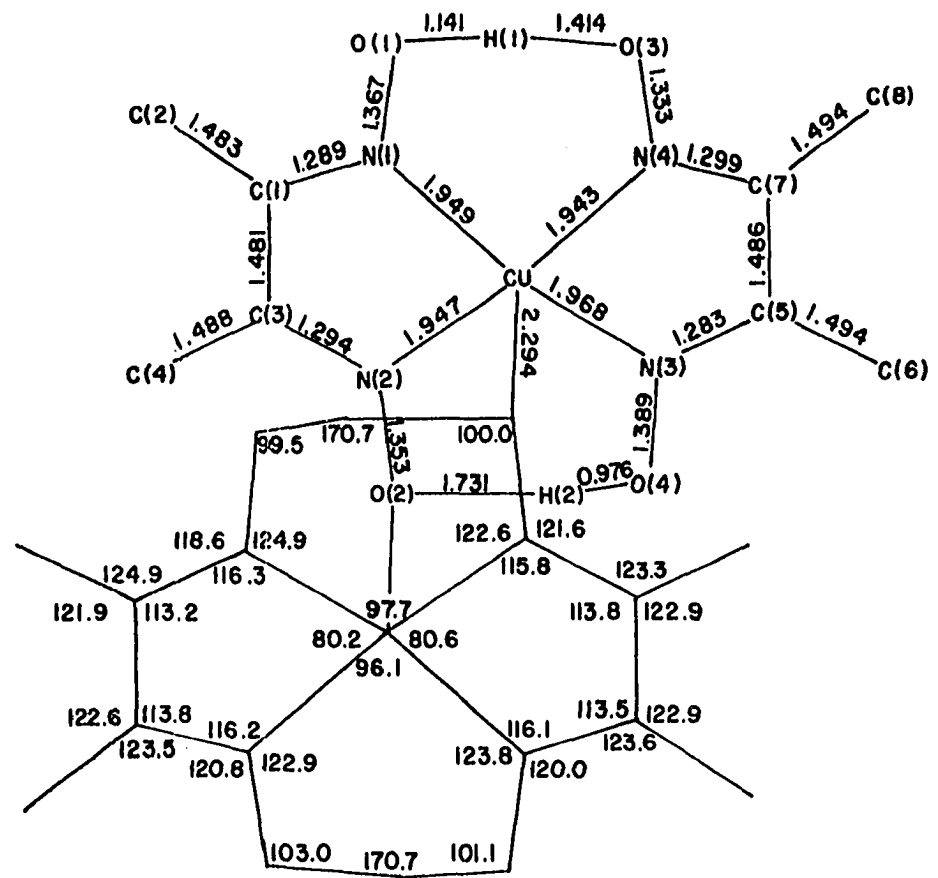 1.141 1.414
O(1) H(1) O(3)
1.367 1.333
C(2) C(8)
1.483 1.494
1.289 N(1) N(4) 1.299
C(1) C(7)
1.949 1.943
1.481 1.486
CU
C(3) 1.947 1.968 C(5)
1.488 1.294 2.294 1.283 1.494
C(4) N(2) N(3) C(6)
1.353 1.389
99.5 170.7 100.0
O(2) 1.731 H(2) 0.976 O(4)
118.6 124.9 122.6 121.6
124.9 116.3 115.8 123.3
121.9 113.2 97.7 113.8 122.9
80.2 80.6
96.1
122.6 113.8 116.2 116.1 113.5 122.9
123.5 120.8 122.9 123.8 120.0 123.6
103.0 170.7 101.1